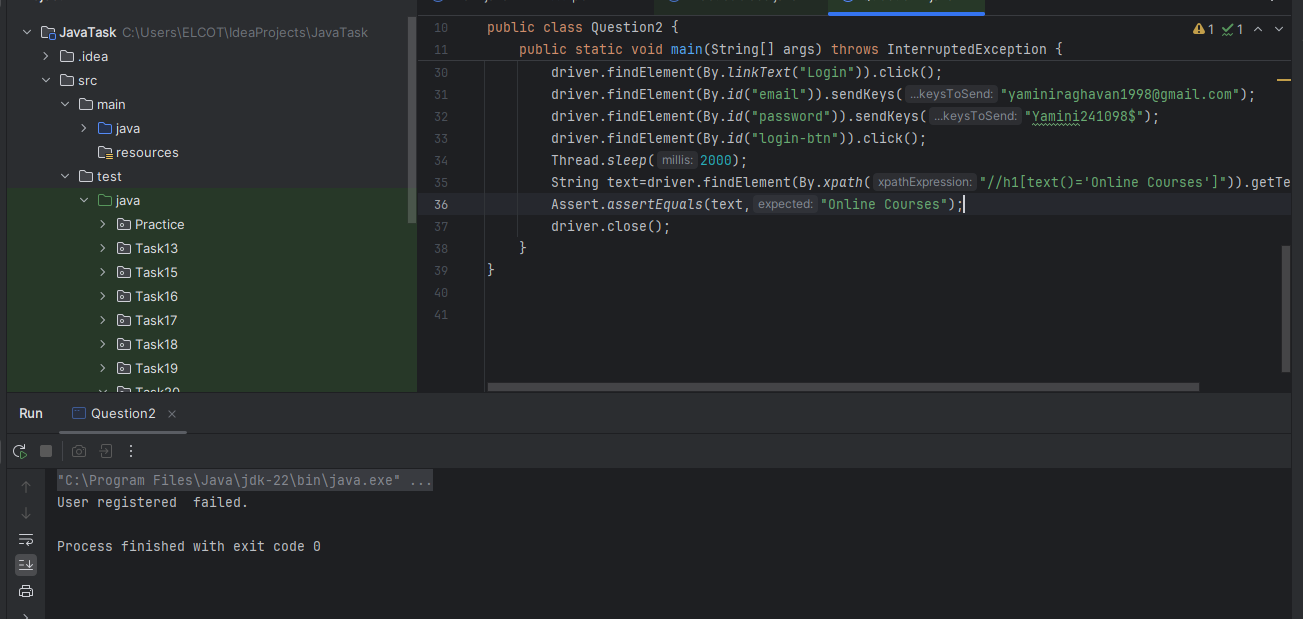 JavaTask C:\Users\ELCOT\IdeaProjects\JavaTask
.idea
src
main
java
resources
test
java
Practice
Task13
Task15
Task16
Task17
Task18
Task19
Task20
1 1
10 public class Question2 {
11 public static void main(String[] args) throws InterruptedException {
30 driver.findElement(By.linkText("Login")).click();
31 driver.findElement(By.id("email")).sendKeys( ...keysToSend: "yaminiraghavan1998@gmail.com");
32 driver.findElement(By.id("password")).sendKeys( ...keysToSend: "Yamini241098$");
33 driver.findElement(By.id("login-btn")).click();
34 Thread.sleep( millis: 2000);
35 String text=driver.findElement(By.xpath( xpathExpression: "//h1[text()='Online Courses']")).getTe
36 Assert.assertEquals(text, expected: "Online Courses");
37 driver.close();
38 }
39 }
40
41
Run Question2
"C:\Program Files\Java\jdk-22\bin\java.exe" ...
User registered  failed.
Process finished with exit code 0